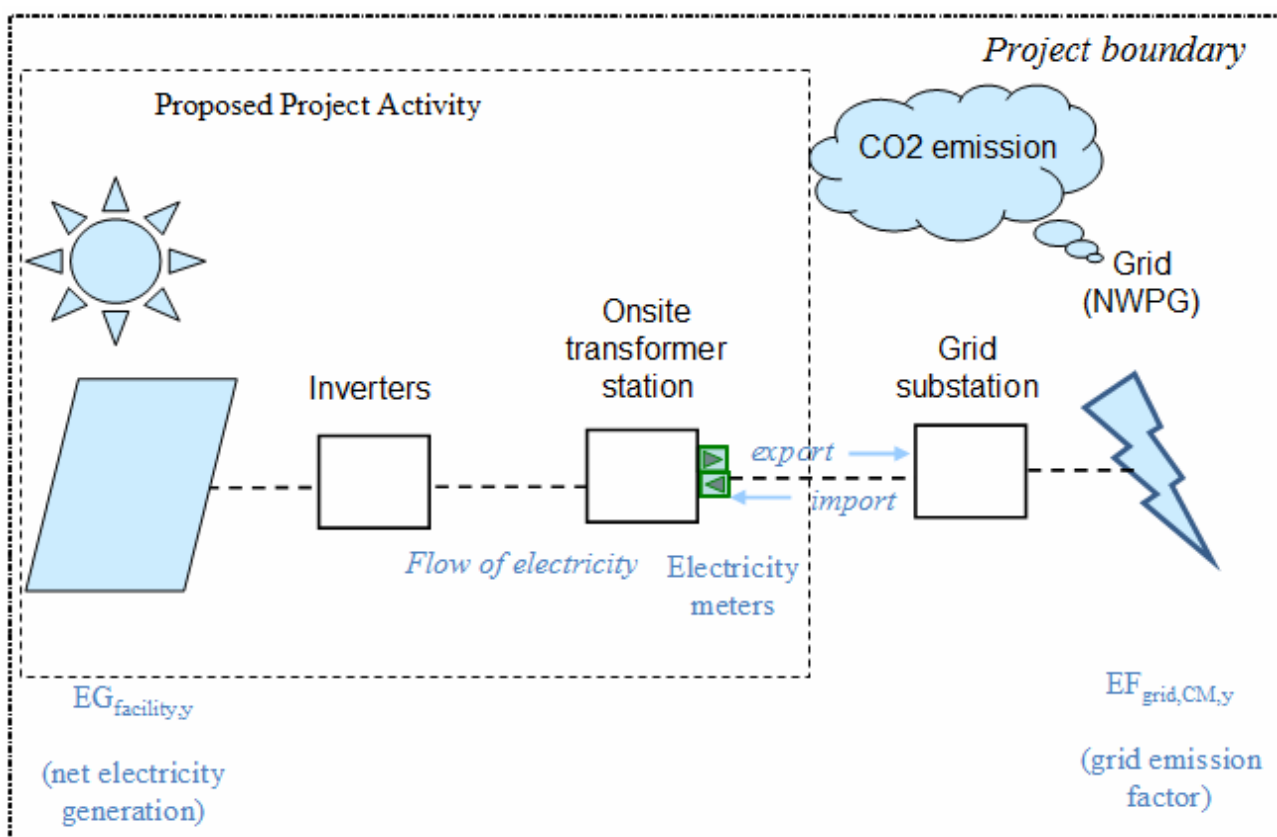 Project boundary
Proposed Project Activity
CO2 emission
Grid
(NWPG)
Onsite
transformer
station
Grid
substation
Inverters
export
import
Flow of electricity
Electricity
meters
EGfacility,y
(net electricity
generation)
EFgrid,CM,y
(grid emission
factor)